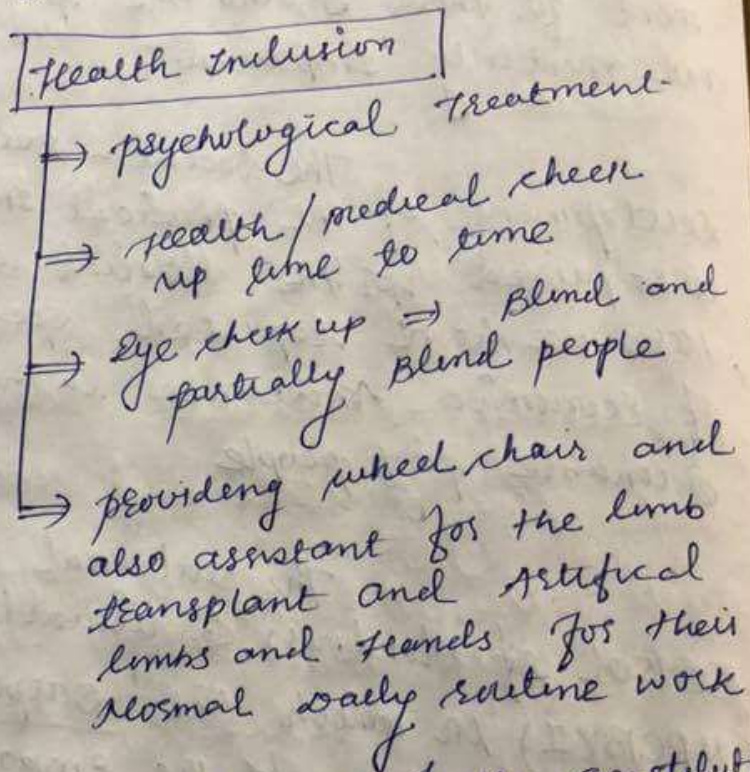 Health Inclusion
⇒ psychological Treatment
⇒ Health/medical check
up time to time
⇒ Eye check up ⇒ Blind and
partially Blind people
⇒ providing wheel chair and
also assistant for the limb
transplant and Artifical
limbs and Hands for their
Normal Daily routine work